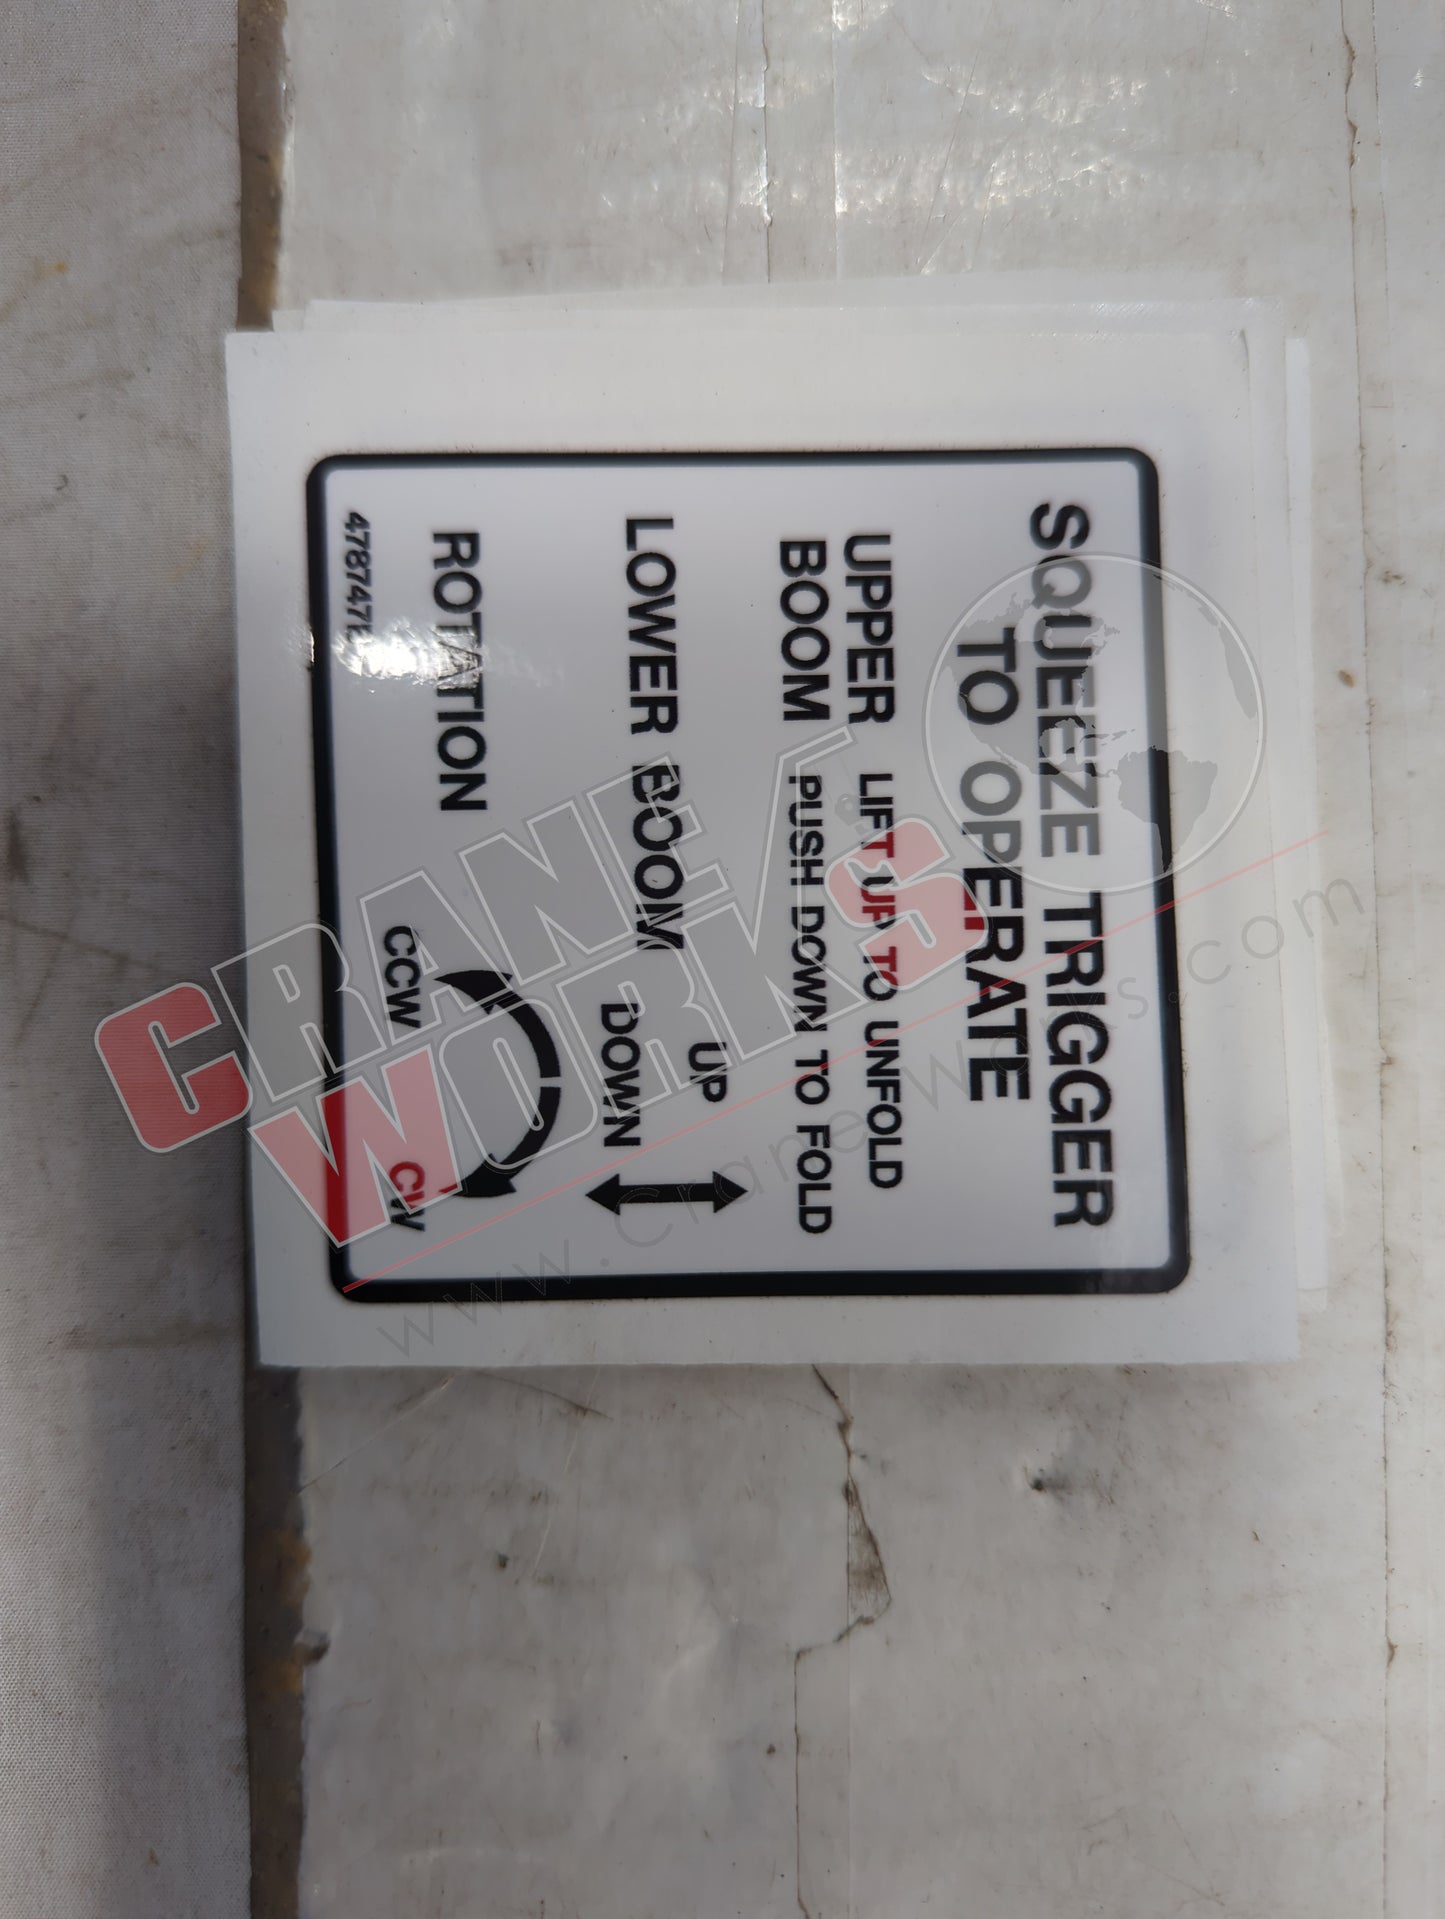 SQUEEZE TRIGGER
TO OPERATE
UPPER
BOOM
LIFT UP TO UNFOLD
PUSH DOWN TO FOLD
LOWER BOOM
UP
DOWN
ROTATION
CCW
CW
CRANE
WORKS
www.craneworks.com